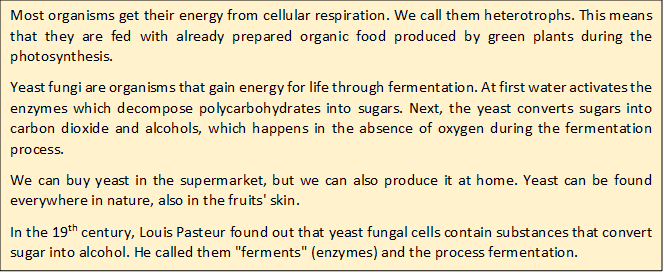 Most organisms get their energy from cellular respiration. We call them heterotrophs. This means
that they are fed with already prepared organic food produced by green plants during the
photosynthesis.
Yeast fungi are organisms that gain energy for life through fermentation. At first water activates the
enzymes which decompose polycarbohydrates into sugars. Next, the yeast converts sugars into
carbon dioxide and alcohols, which happens in the absence of oxygen during the fermentation
process.
We can buy yeast in the supermarket, but we can also produce it at home. Yeast can be found
everywhere in nature, also in the fruits' skin.
In the 19th century, Louis Pasteur found out that yeast fungal cells contain substances that convert
sugar into alcohol. He called them "ferments" (enzymes) and the process fermentation.